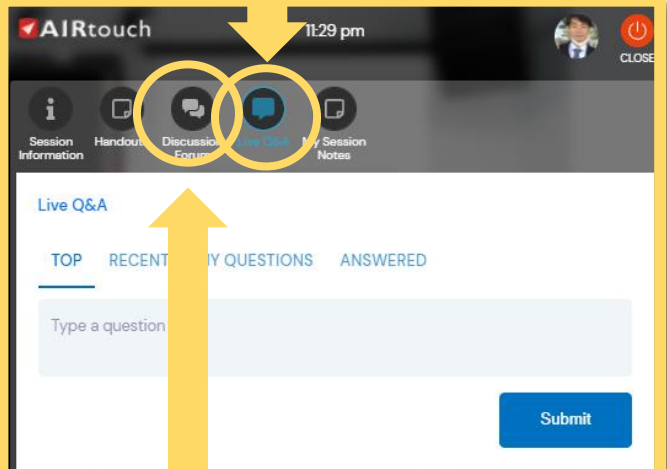 AIRtouch
11:29 pm
CLOSE
Session
Information
Handout
Discussion
Forum
Live Q&A
My Session
Notes
Live Q&A
TOP RECENT MY QUESTIONS ANSWERED
Type a question
Submit